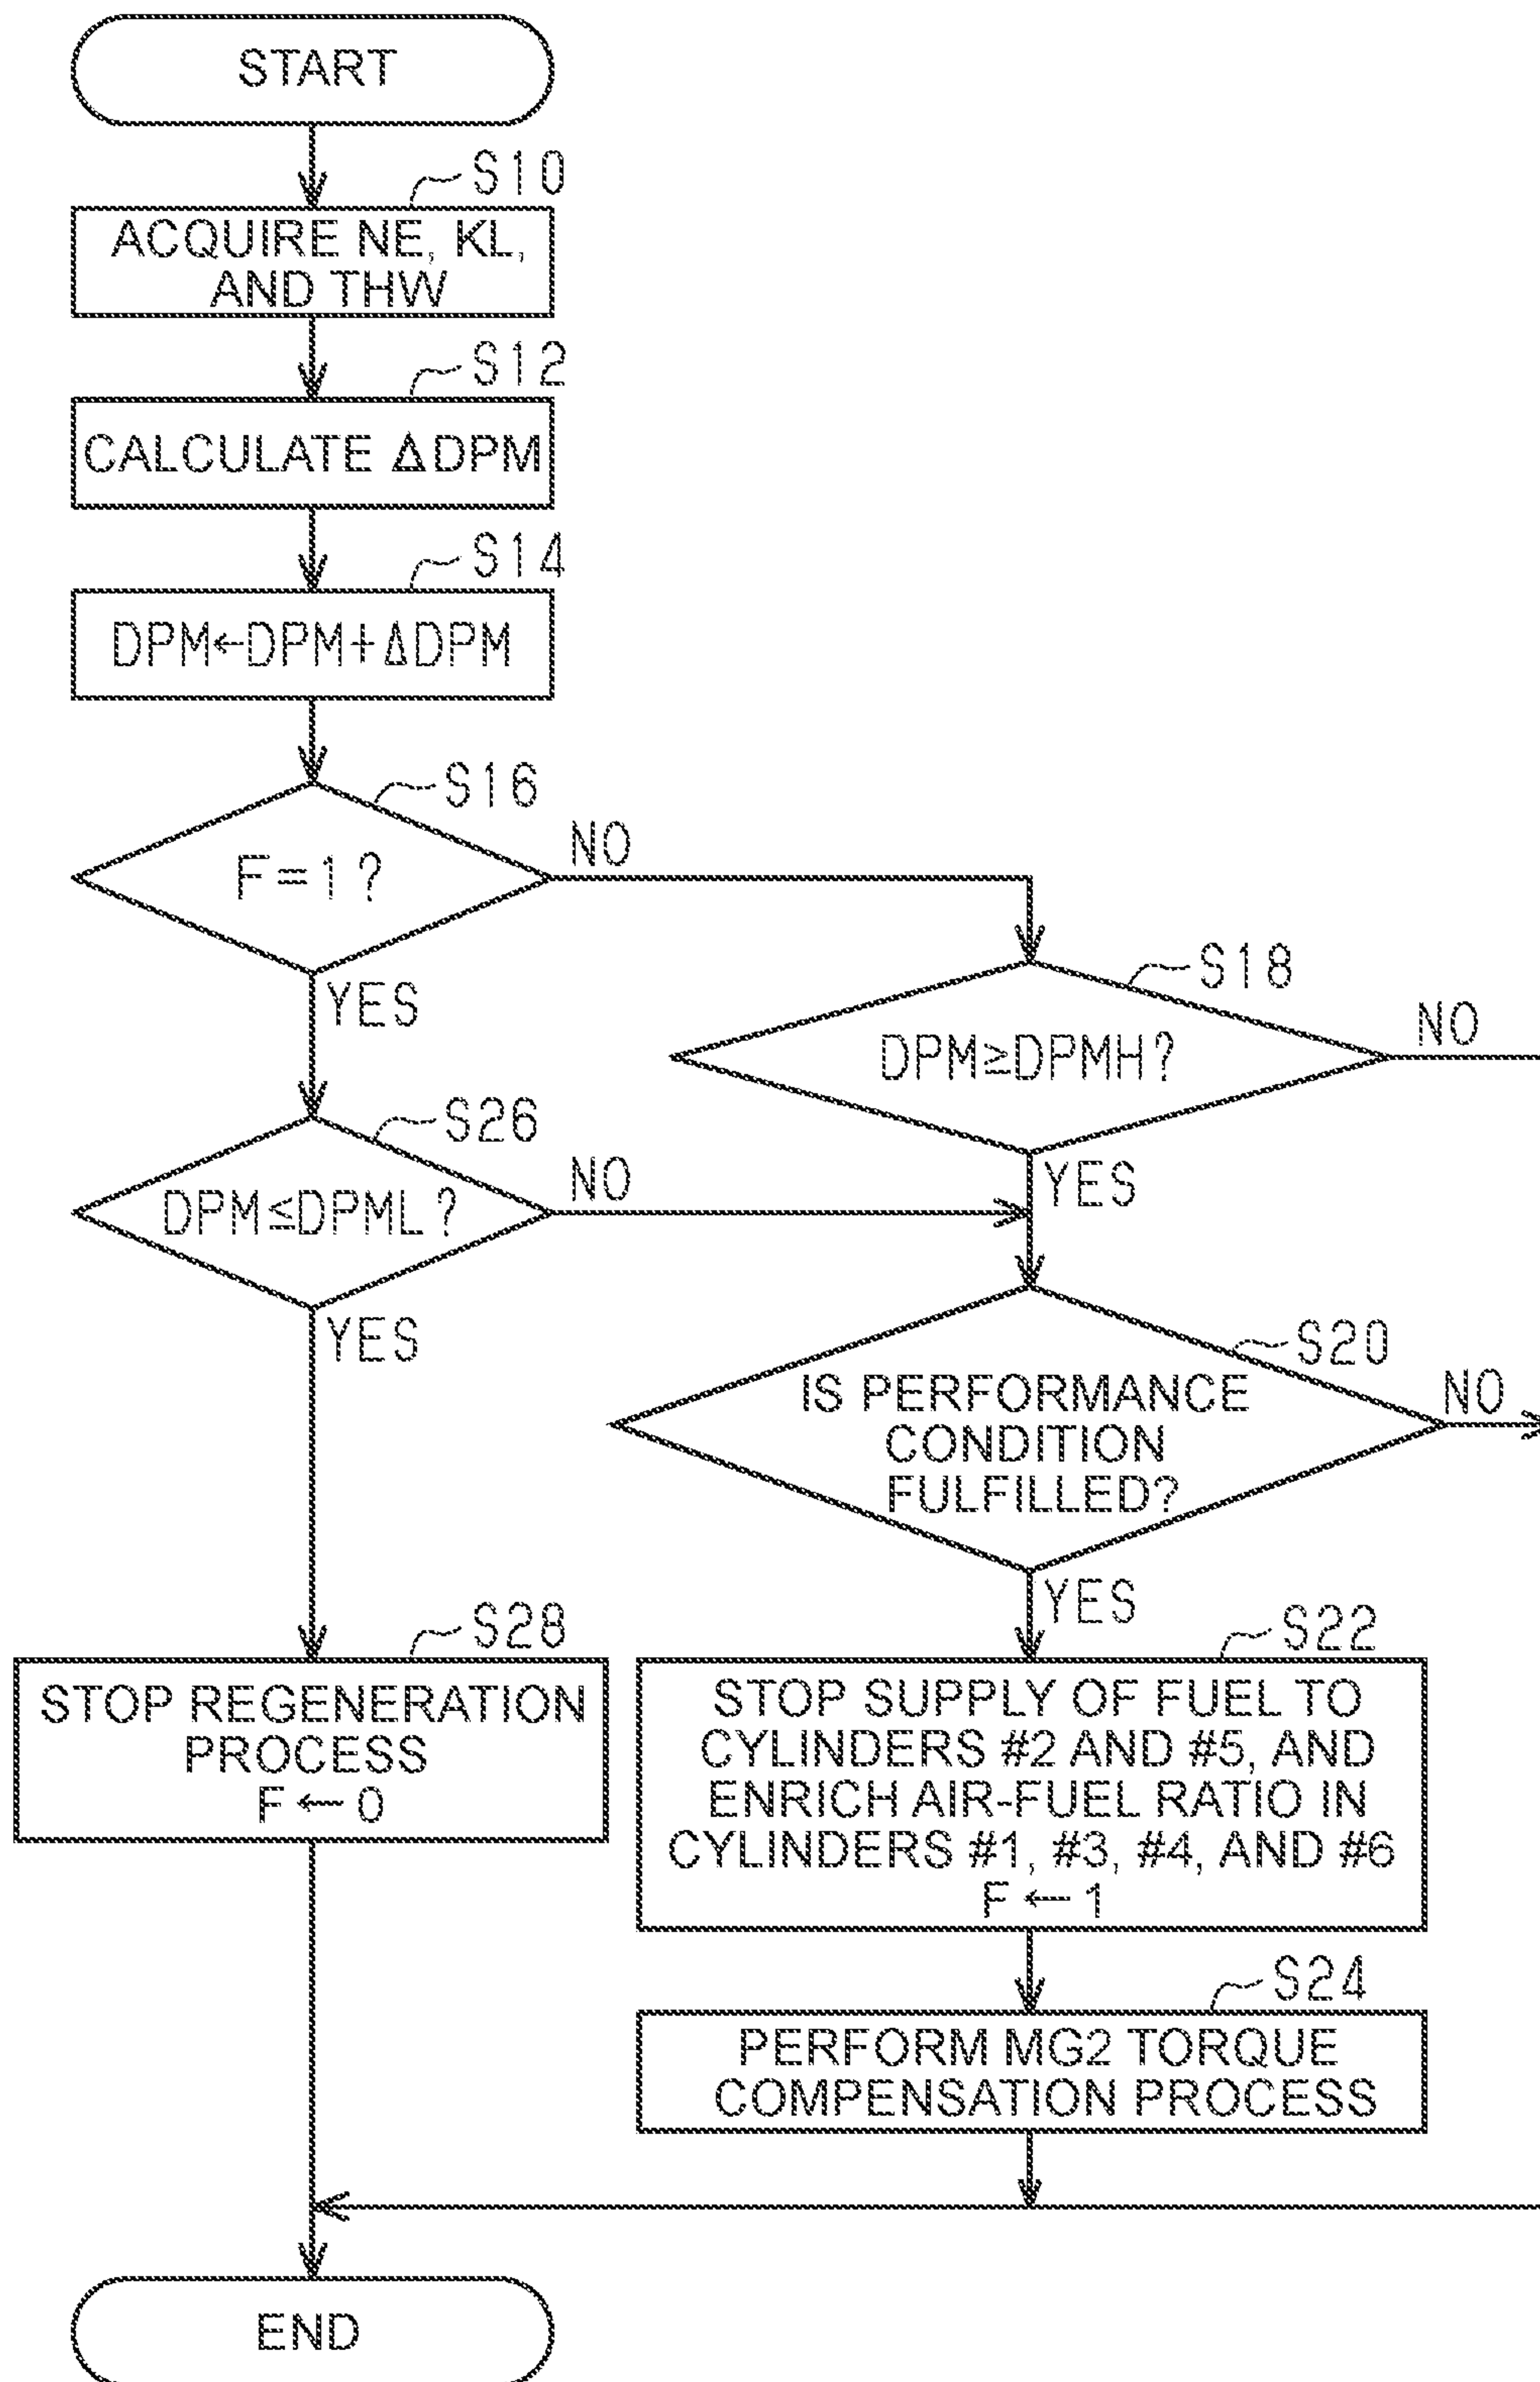 START
S10
ACQUIRE NE, KL,
AND THW
S12
CALCULATE ΔDPM
S14
DPM←DPM+ΔDPM
S16
F=1?
NO
YES
S18
DPM≥DPMH?
NO
YES
S26
DPM≦DPML?
NO
YES
S20
IS PERFORMANCE
CONDITION
FULFILLED?
NO
YES
S28
STOP REGENERATION
PROCESS
F←0
S22
STOP SUPPLY OF FUEL TO
CYLINDERS #2 AND #5, AND
ENRICH AIR-FUEL RATIO IN
CYLINDERS #1, #3, #4, AND #6
F←1
S24
PERFORM MG2 TORQUE
COMPENSATION PROCESS
END